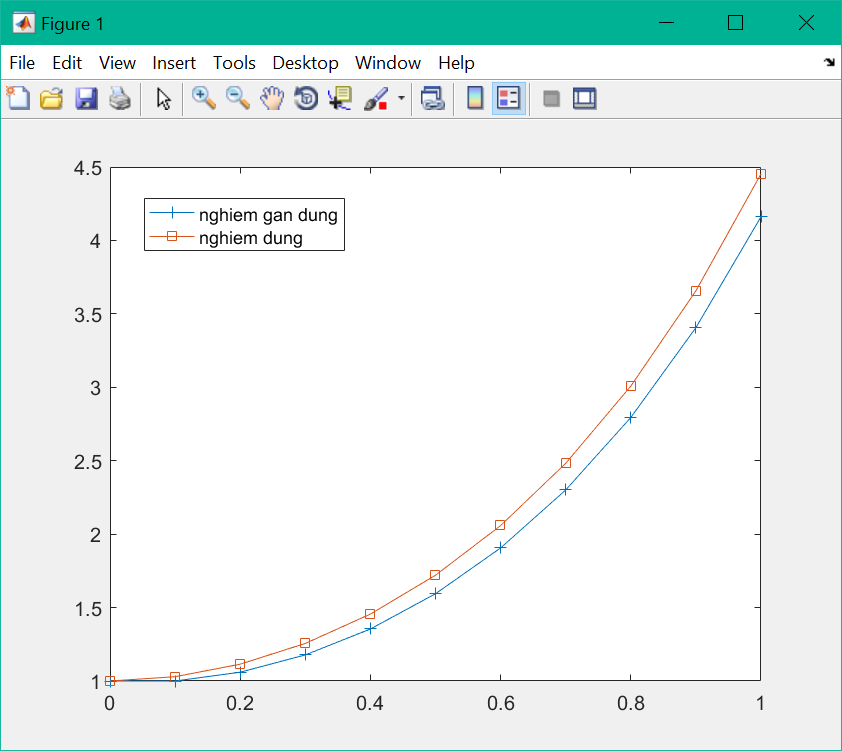 Figure 1
File Edit View Insert Tools Desktop Window Help
4.5
4
3.5
3
2.5
2
1.5
1
nghiem gan dung
nghiem dung
0 0.2 0.4 0.6 0.8 1